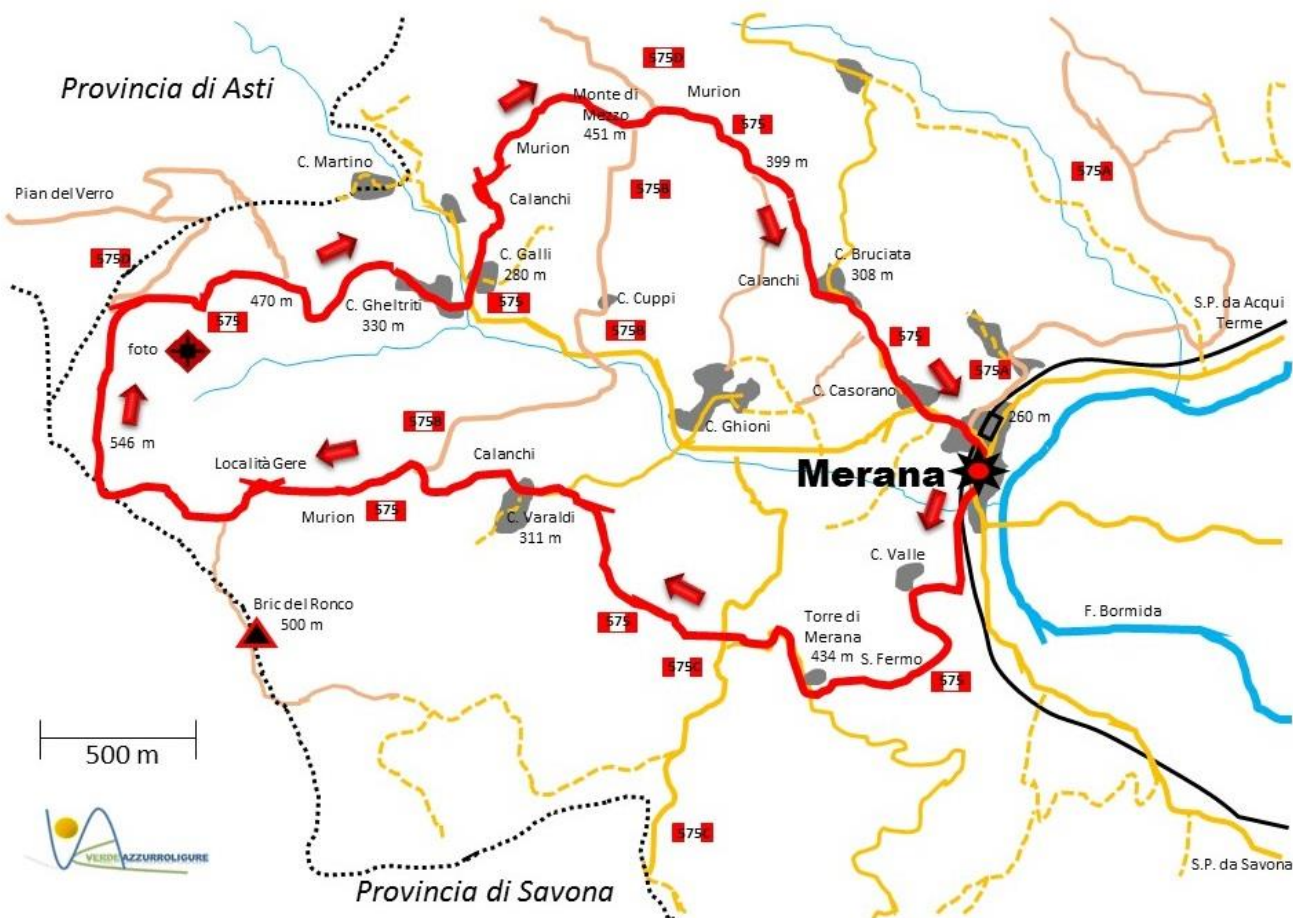 Provincia di Asti
575D
Murion
Monte di
Mezzo
451 m
575
Murion
399 m
C. Martino
575A
Pian del Verro
Calanchi
575B
575D
C. Galli
280 m
C. Bruciata
308 m
Calanchi
470 m
C. Gheltriti
330 m
575
C. Cuppi
S.P. da Acqui
Terme
575
575B
575
foto
575A
C. Casorano
260 m
546 m
575B
C. Ghioni
Località Gere
Calanchi
Merana
Murion
575
C. Varaldi
311 m
C. Valle
Bric del Ronco
500 m
575
Torre di
Merana
434 m
F. Bormida
S. Fermo
575C
575
500 m
575C
VERDEAZZURROLIGURE
S.P. da Savona
Provincia di Savona